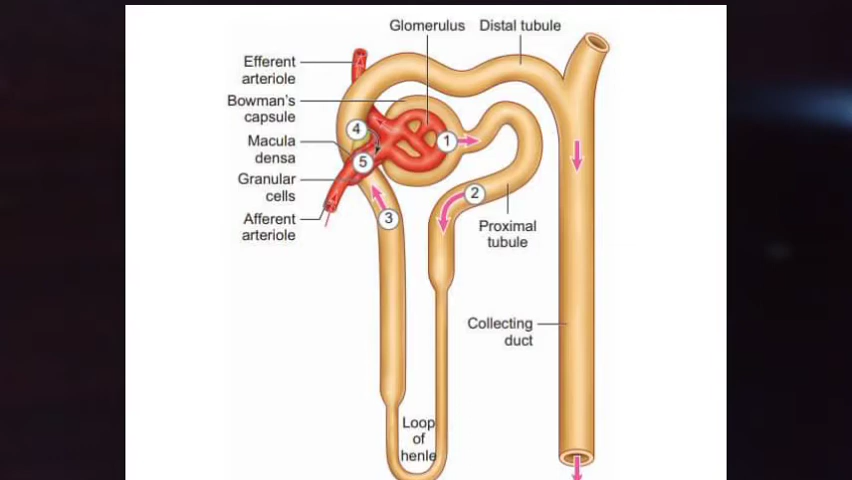 Glomerulus
Distal tubule
Efferent
arteriole
Bowman's
capsule
4
1
Macula
densa
5
Granular
cells
2
3
Afferent
arteriole
Proximal
tubule
Collecting
duct
Loop
of
henle